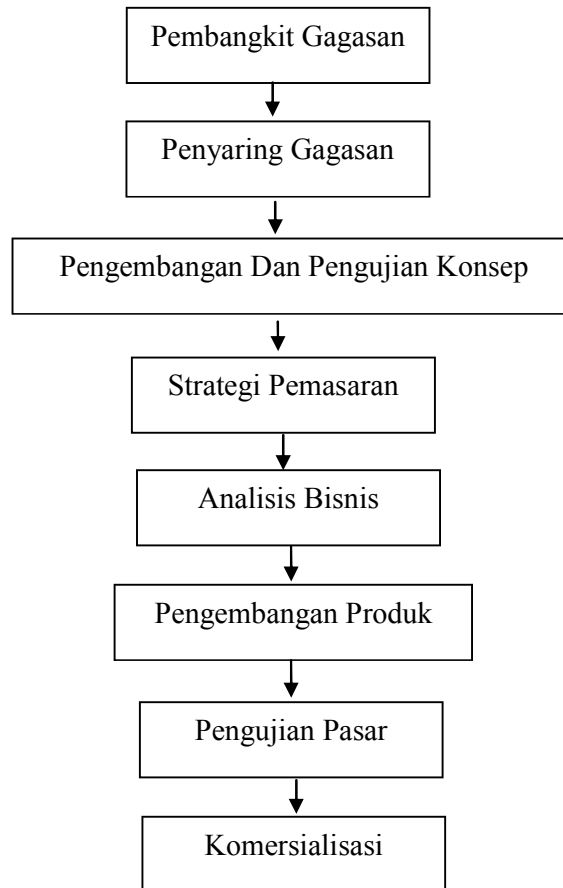 Pembangkit Gagasan
Penyaring Gagasan
Pengembangan Dan Pengujian Konsep
Strategi Pemasaran
Analisis Bisnis
Pengembangan Produk
Pengujian Pasar
Komersialisasi